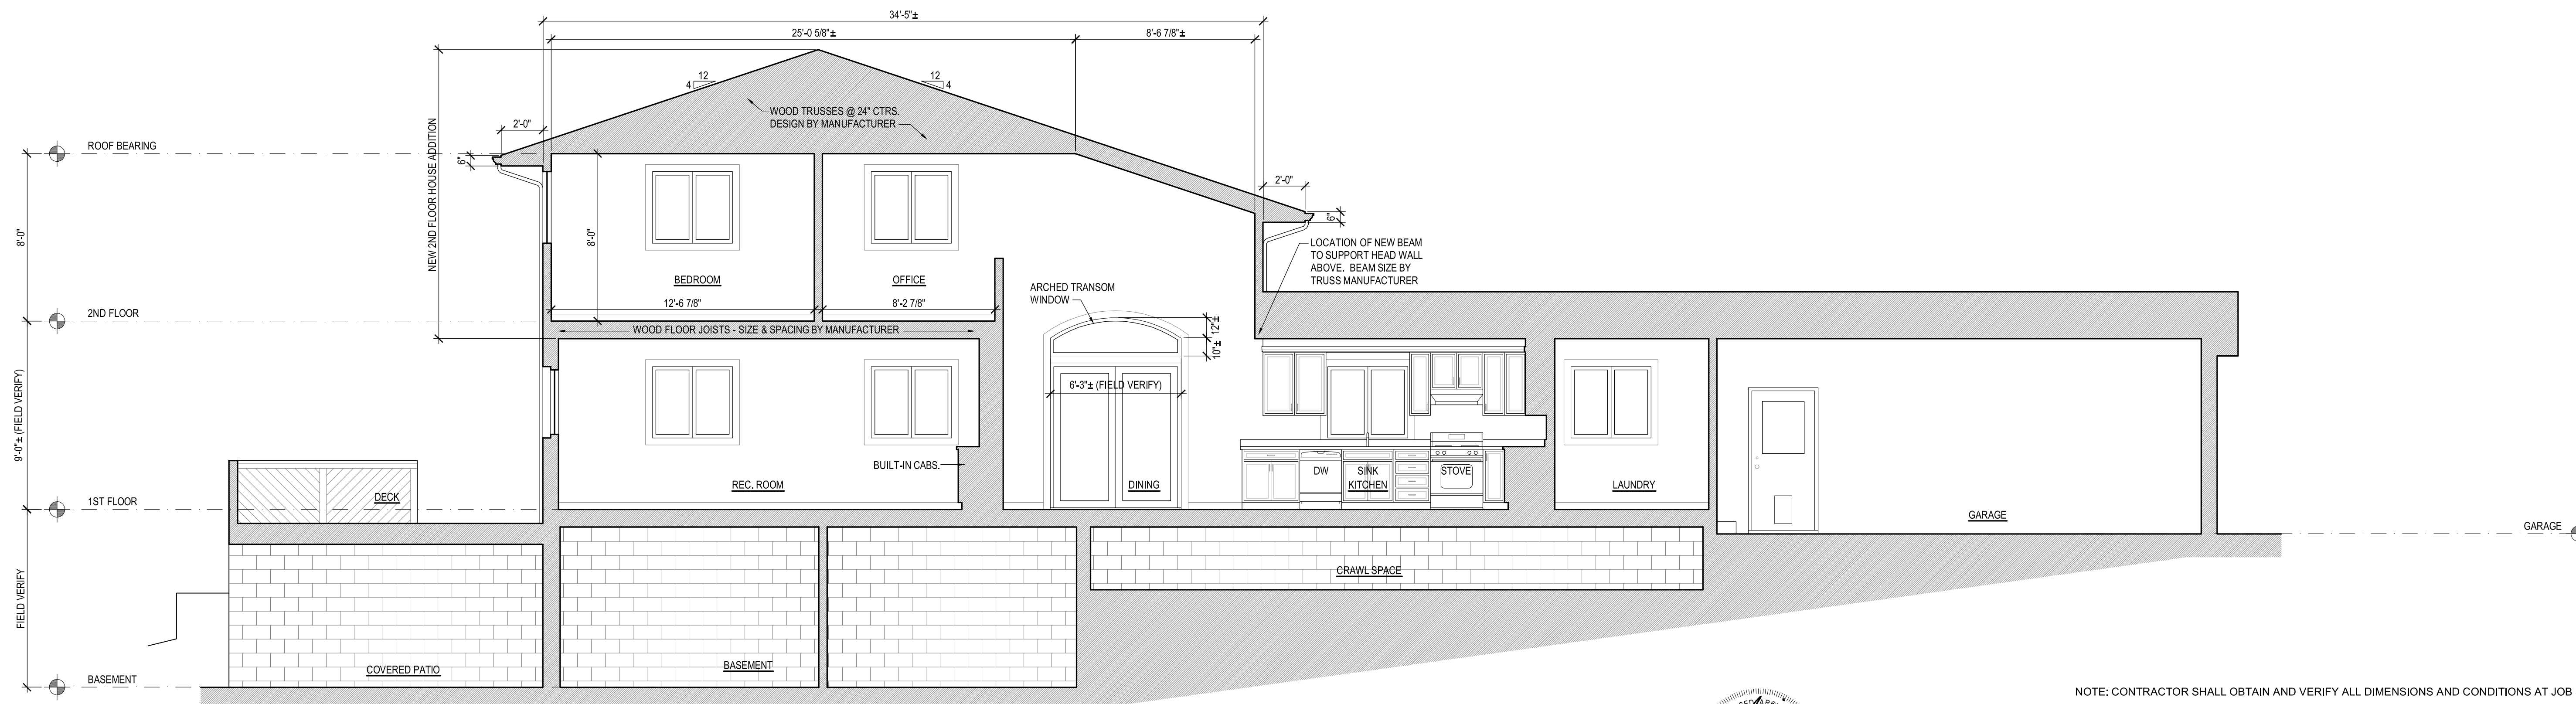 34'-5"±
25'-0 5/8"±
8'-6 7/8"±
12
4
12
4
WOOD TRUSSES @ 24" CTRS.
DESIGN BY MANUFACTURER
2'-0"
6"
ROOF BEARING
NEW 2ND FLOOR HOUSE ADDITION
8'-0"
8'-0"
2'-0"
6"
LOCATION OF NEW BEAM
TO SUPPORT HEAD WALL
ABOVE. BEAM SIZE BY
TRUSS MANUFACTURER
BEDROOM
OFFICE
12'-6 7/8"
8'-2 7/8"
ARCHED TRANSOM
WINDOW
2ND FLOOR
WOOD FLOOR JOISTS - SIZE & SPACING BY MANUFACTURER
12"±
10"±
6'-3"± (FIELD VERIFY)
9'-0"± (FIELD VERIFY)
BUILT-IN CABS.
DW
SINK
STOVE
REC. ROOM
DINING
KITCHEN
LAUNDRY
DECK
1ST FLOOR
GARAGE
GARAGE
CRAWL SPACE
FIELD VERIFY
COVERED PATIO
BASEMENT
BASEMENT
NOTE: CONTRACTOR SHALL OBTAIN AND VERIFY ALL DIMENSIONS AND CONDITIONS AT JOB